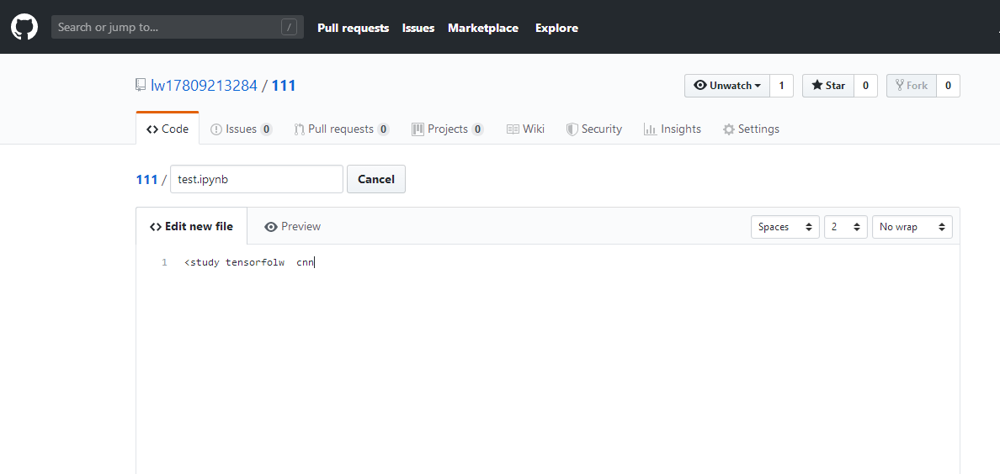 Search or jump to... /
Pull requests Issues Marketplace Explore
lw17809213284 / 111
Unwatch 1 Star 0 Fork 0
Code Issues 0 Pull requests 0 Projects 0 Wiki Security Insights Settings
111 / test.ipynb Cancel
Edit new file Preview Spaces 2 No wrap
1 <study tensorfolw  cnn